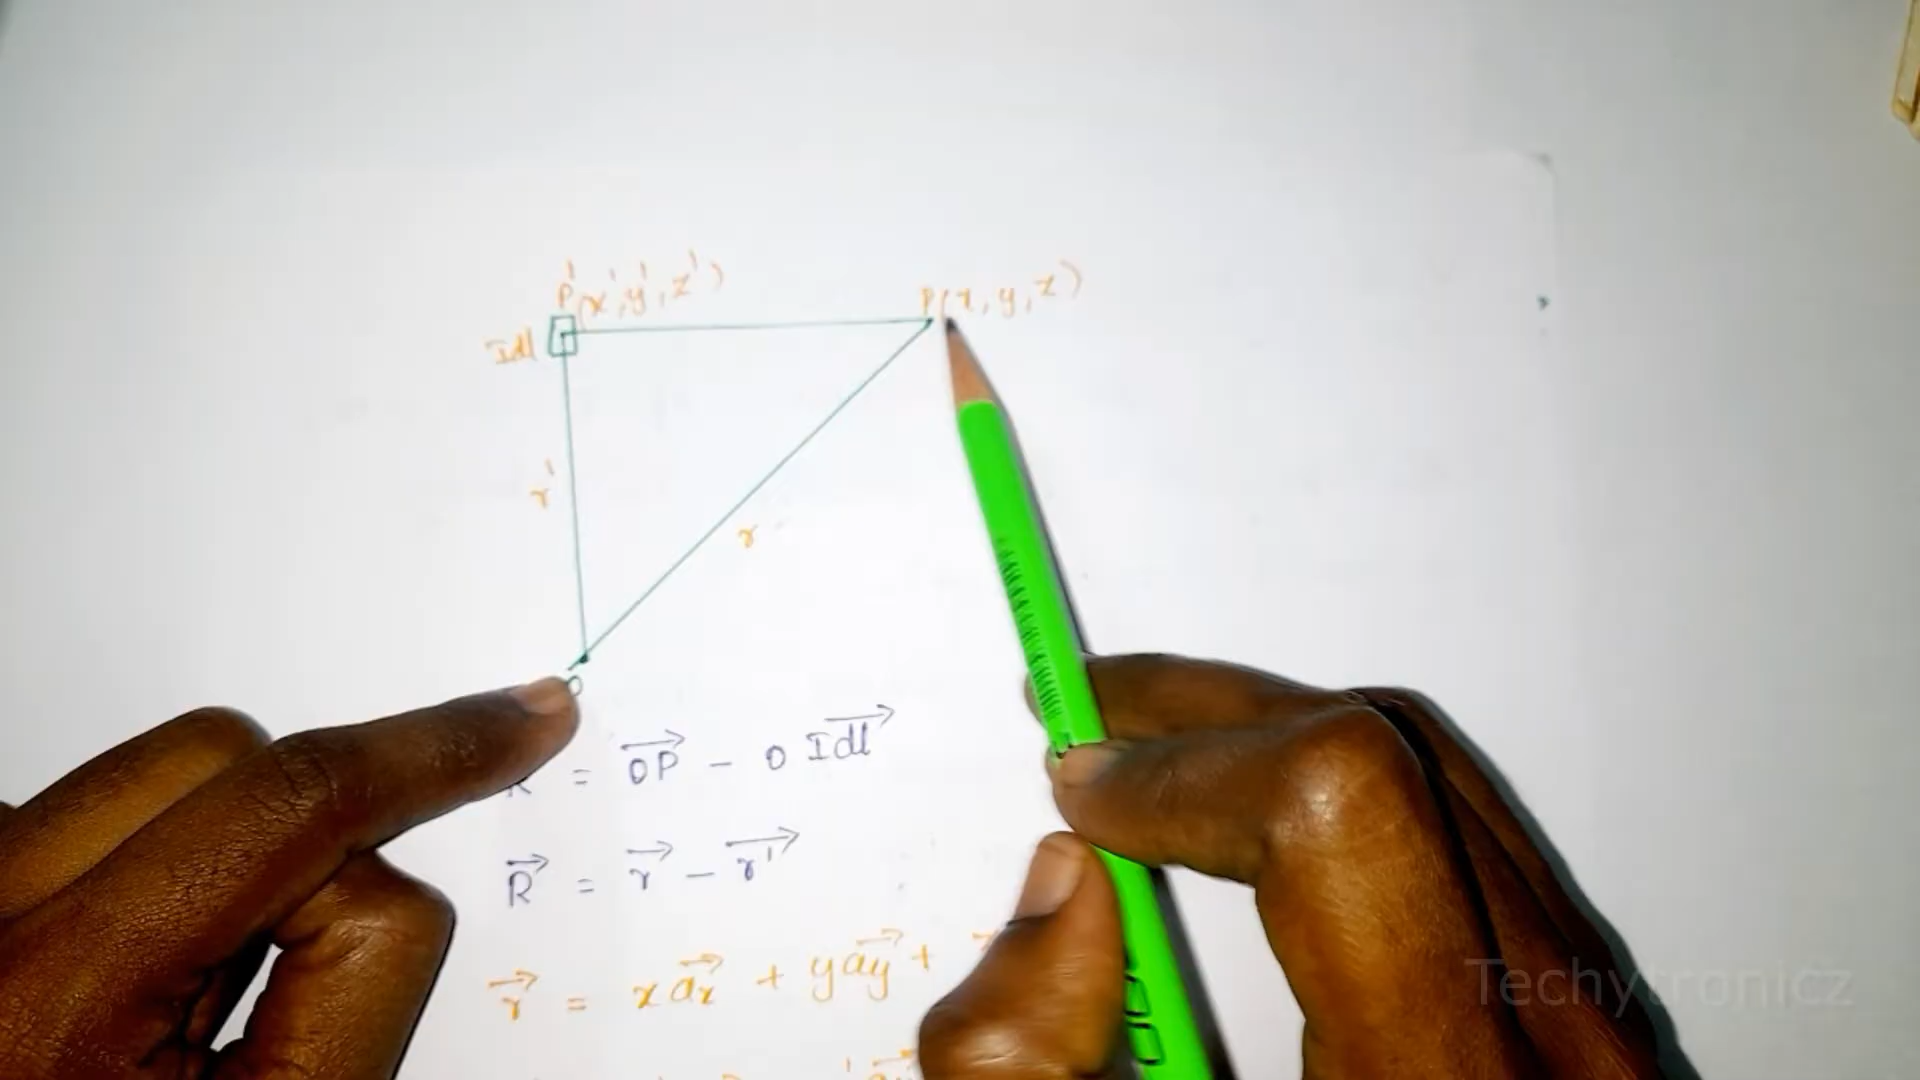 P'(x', y', z')
P(x, y, z)
Idl
r'
r
O
R = OP⃗ - O Idl⃗
R⃗ = r⃗ - r'⃗
r⃗ = x ax⃗ + y ay⃗ +
Techytronicz